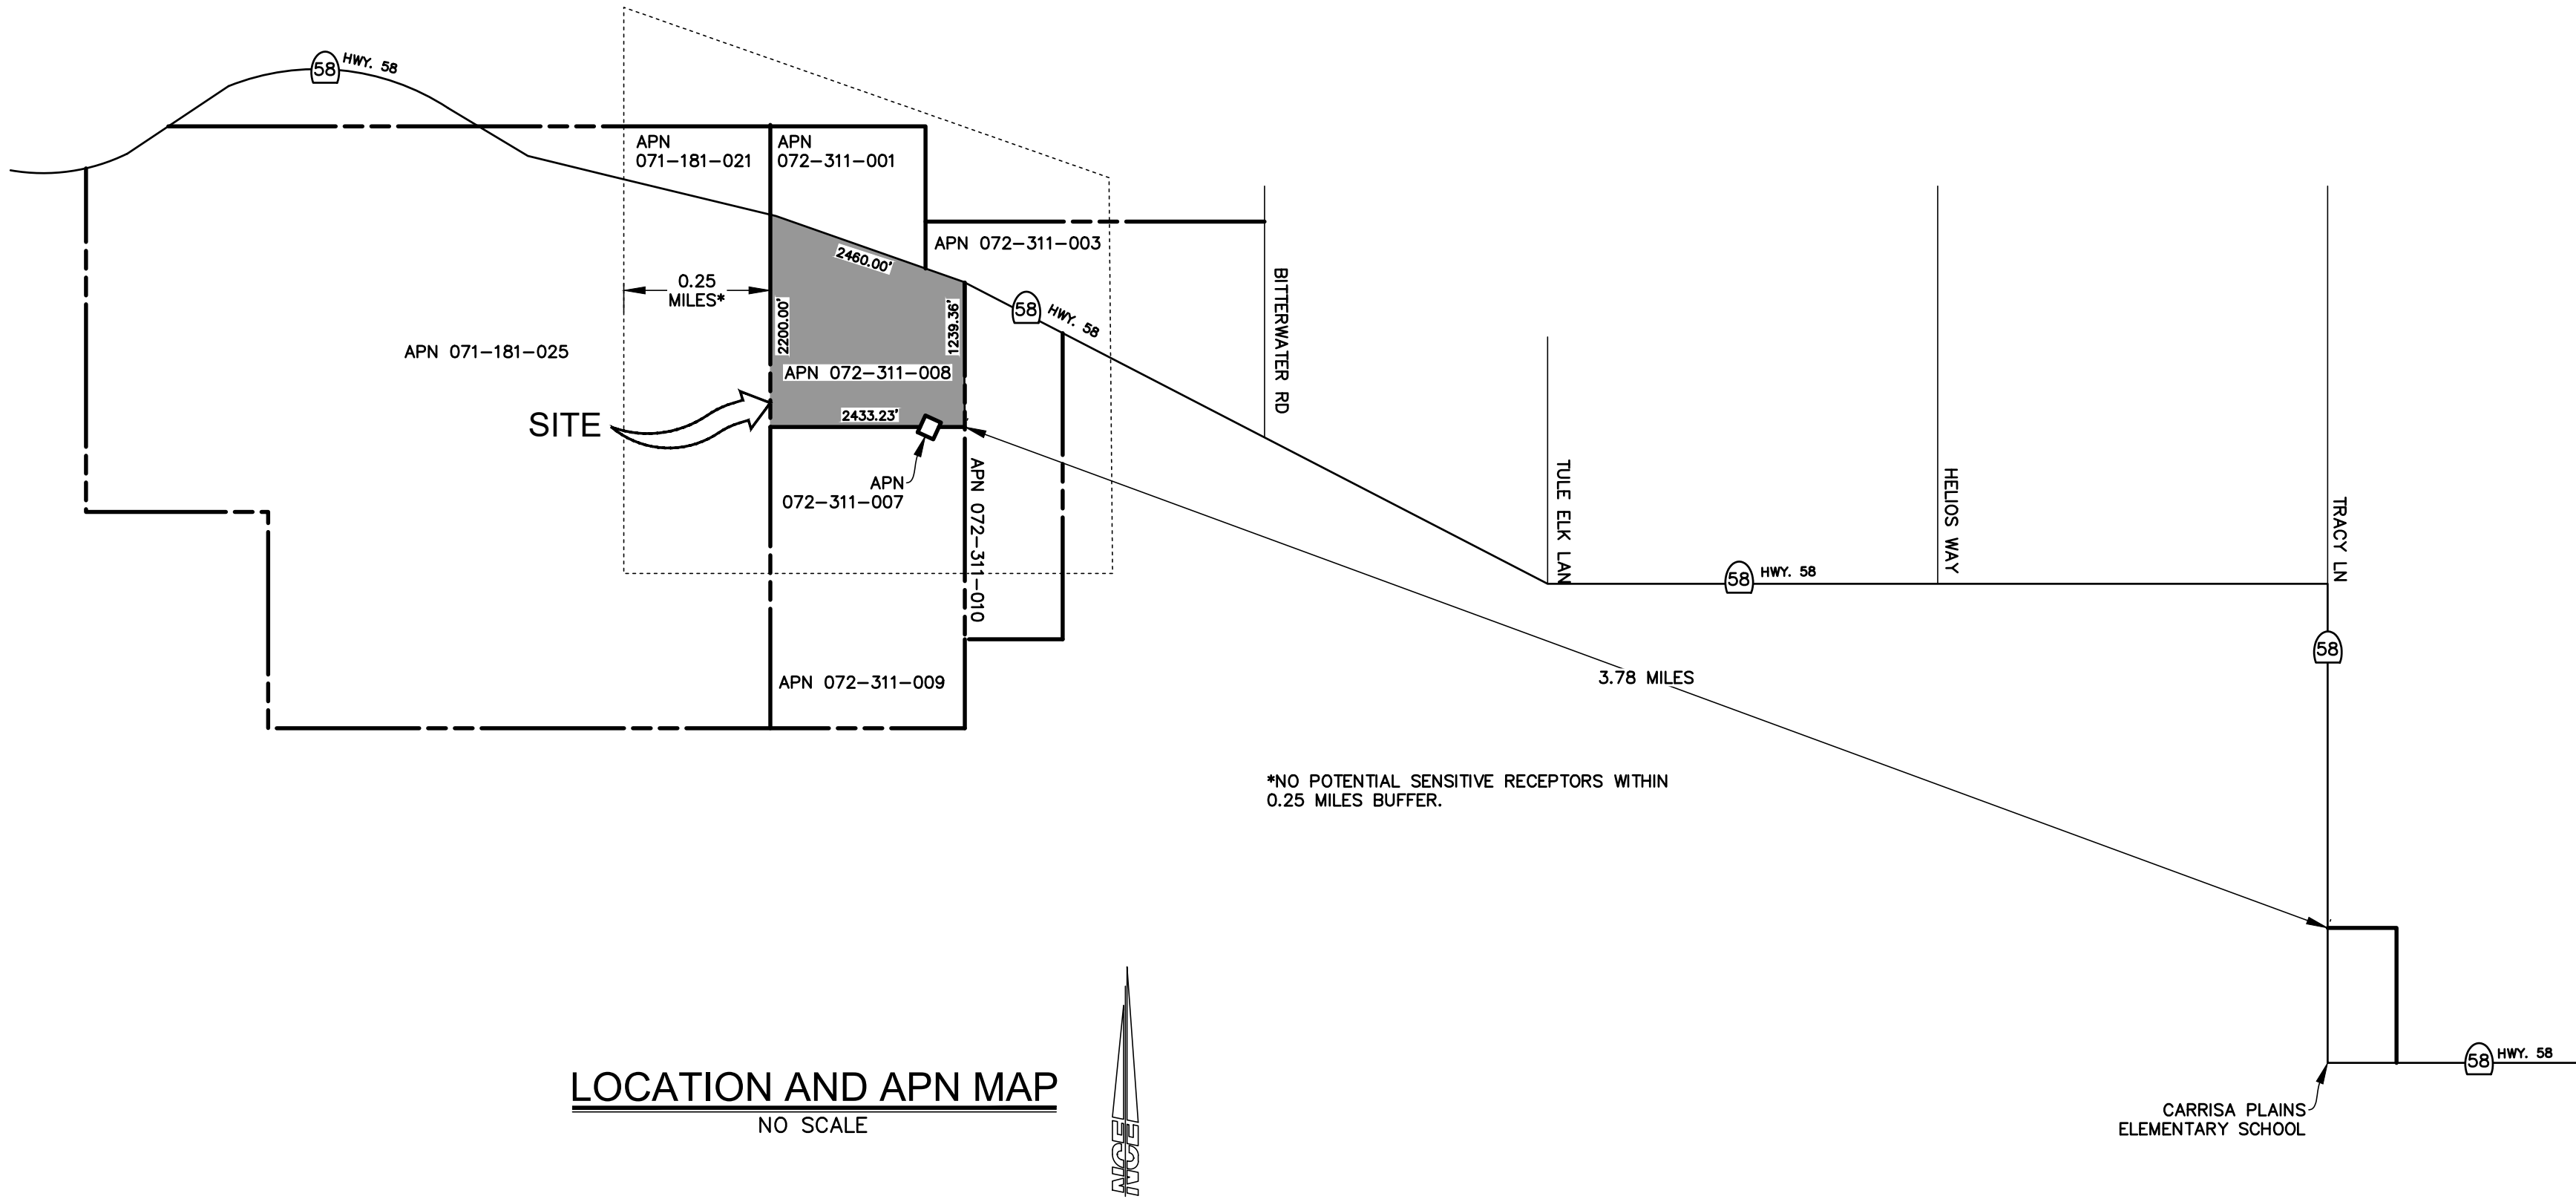 58 HWY. 58
APN
071-181-021
APN
072-311-001
APN 072-311-003
2460.00'
0.25
MILES*
2200.00'
1239.36'
58 HWY. 58
BITTERWATER RD
APN 071-181-025
APN 072-311-008
SITE
2433.23'
APN
072-311-007
APN 072-311-010
TULE ELK LAN
HELIOS WAY
TRACY LN
58 HWY. 58
58
3.78 MILES
APN 072-311-009
*NO POTENTIAL SENSITIVE RECEPTORS WITHIN
0.25 MILES BUFFER.
LOCATION AND APN MAP
NO SCALE
NCE
NCE
58 HWY. 58
CARRISA PLAINS
ELEMENTARY SCHOOL